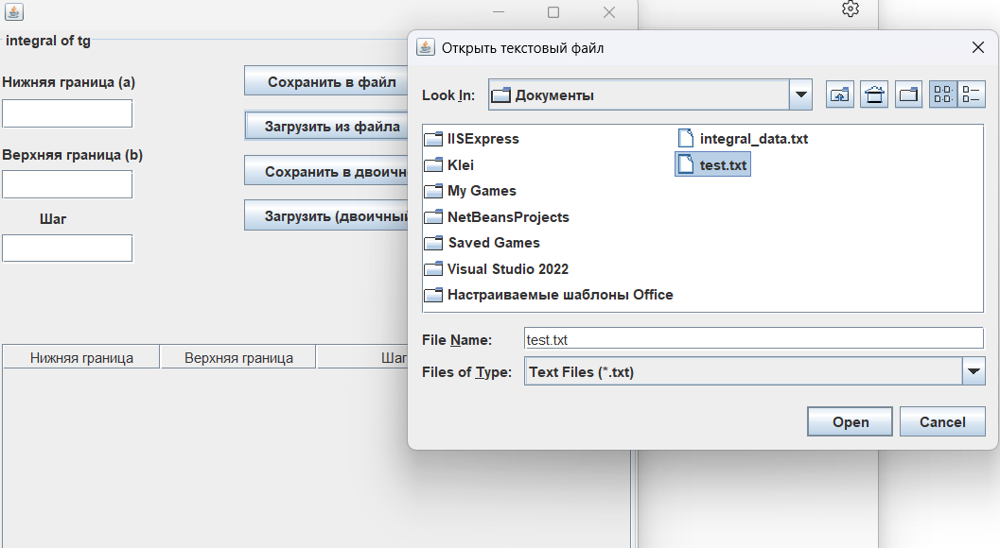 integral of tg
Нижняя граница (a)
Верхняя граница (b)
Шаг
Сохранить в файл
Загрузить из файла
Сохранить в
Загрузить
Нижняя граница Верхняя граница Шаг
Открыть текстовый файл
Look In: Документы
IISExpress
Klei
My Games
NetBeansProjects
Saved Games
Visual Studio 2022
Настраиваемые шаблоны Office
integral_data.txt
test.txt
File Name: test.txt
Files of Type: Text Files (*.txt)
Open Cancel